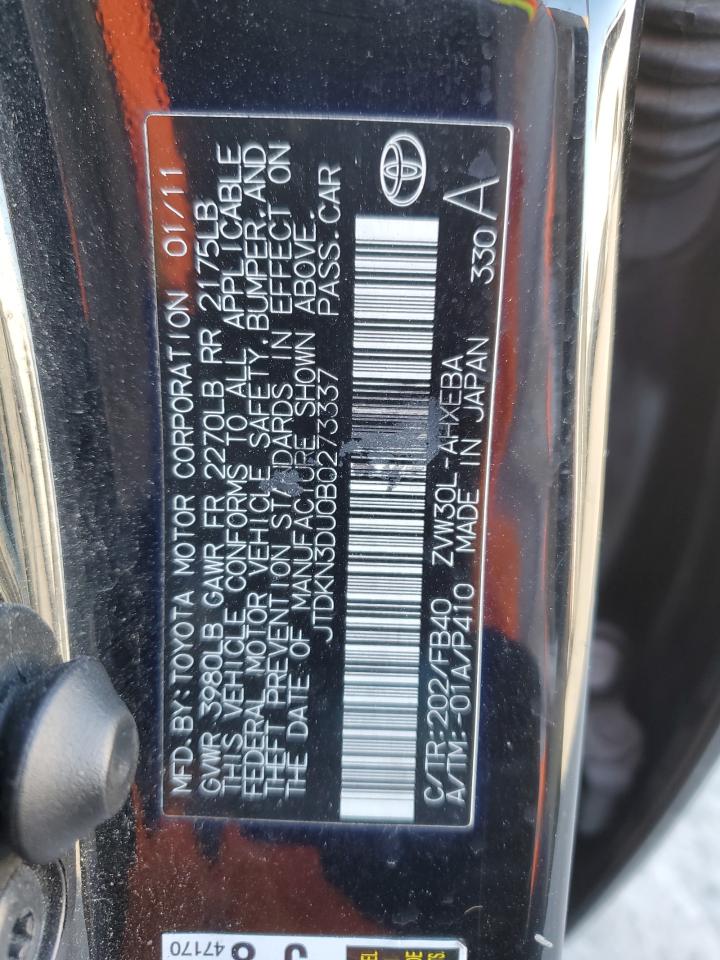 MFD. BY: TOYOTA MOTOR CORPORATION 01/11
GVWR 3980LB GAWR FR 2270LB RR 2175LB
THIS VEHICLE CONFORMS TO ALL APPLICABLE
FEDERAL MOTOR VEHICLE SAFETY, BUMPER, AND
THEFT PREVENTION STANDARDS IN EFFECT ON
THE DATE OF MANUFACTURE SHOWN ABOVE.
JTDKN3DU0B0273337 PASS. CAR
C/TR:202/FB40 ZVW30L-AHXEBA 330A
A/TM:-01A/P410 MADE IN JAPAN
47170